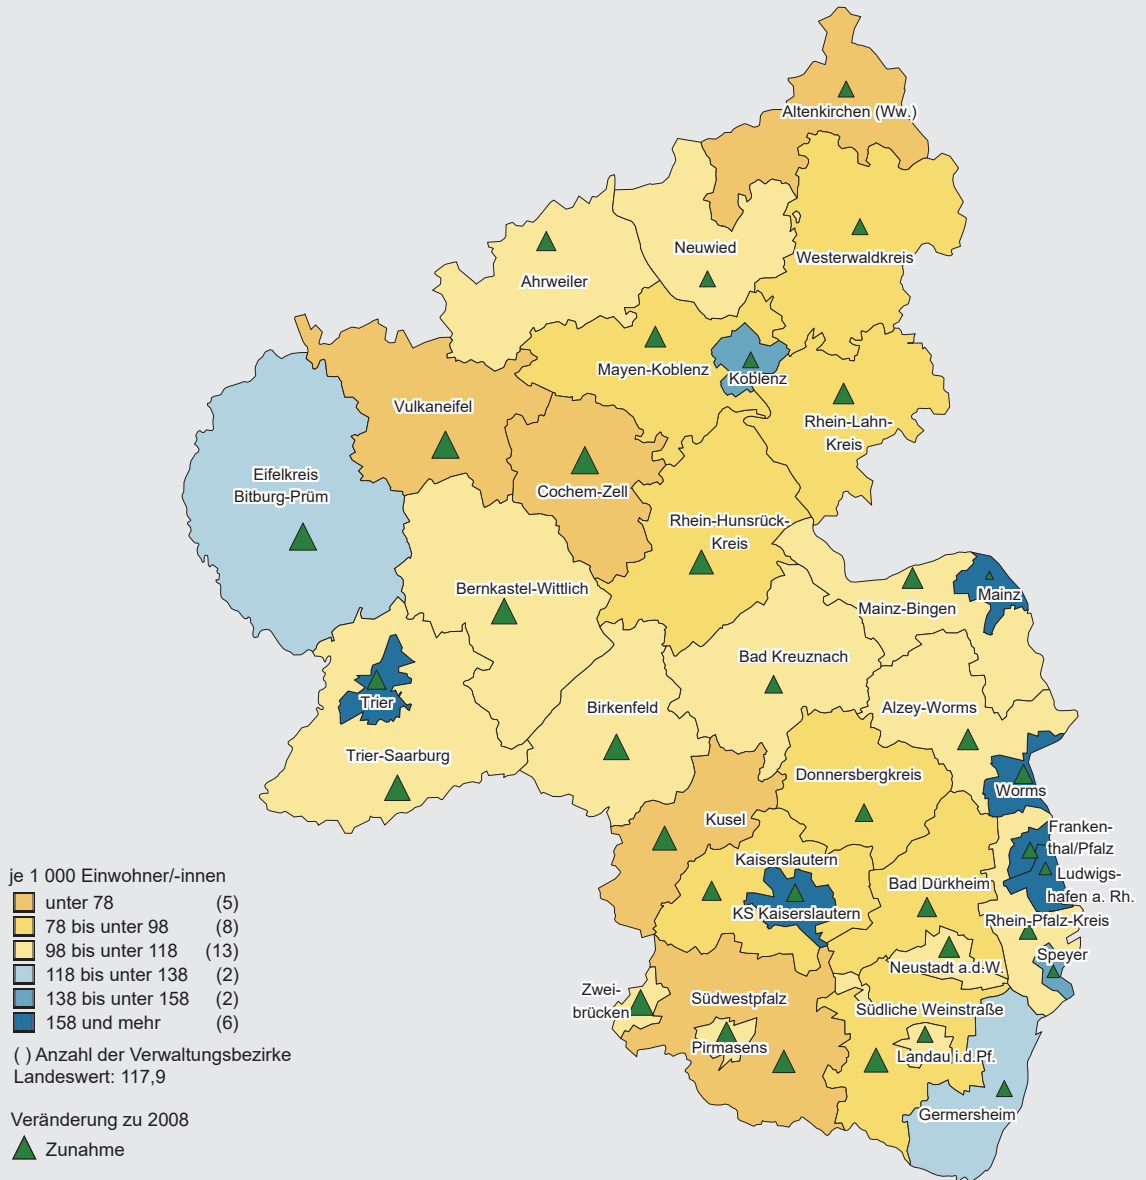 Altenkirchen (Ww.)
Neuwied
Westerwaldkreis
Ahrweiler
Mayen-Koblenz
Koblenz
Vulkaneifel
Rhein-Lahn-
Kreis
Eifelkreis
Bitburg-Prüm
Cochem-Zell
Rhein-Hunsrück-
Kreis
Bernkastel-Wittlich
Mainz-Bingen
Mainz
Bad Kreuznach
Trier
Birkenfeld
Alzey-Worms
Trier-Saarburg
Donnersbergkreis
Worms
Kusel
Franken-
thal/Pfalz
Kaiserslautern
Ludwigs-
hafen a. Rh.
Bad Dürkheim
KS Kaiserslautern
Rhein-Pfalz-Kreis
Speyer
Neustadt a.d.W.
Zwei-
brücken
Südwestpfalz
Südliche Weinstraße
Pirmasens
Landau i.d.Pf.
Germersheim
je 1 000 Einwohner/-innen
unter 78 (5)
78 bis unter 98 (8)
98 bis unter 118 (13)
118 bis unter 138 (2)
138 bis unter 158 (2)
158 und mehr (6)
( ) Anzahl der Verwaltungsbezirke
Landeswert: 117,9
Veränderung zu 2008
Zunahme